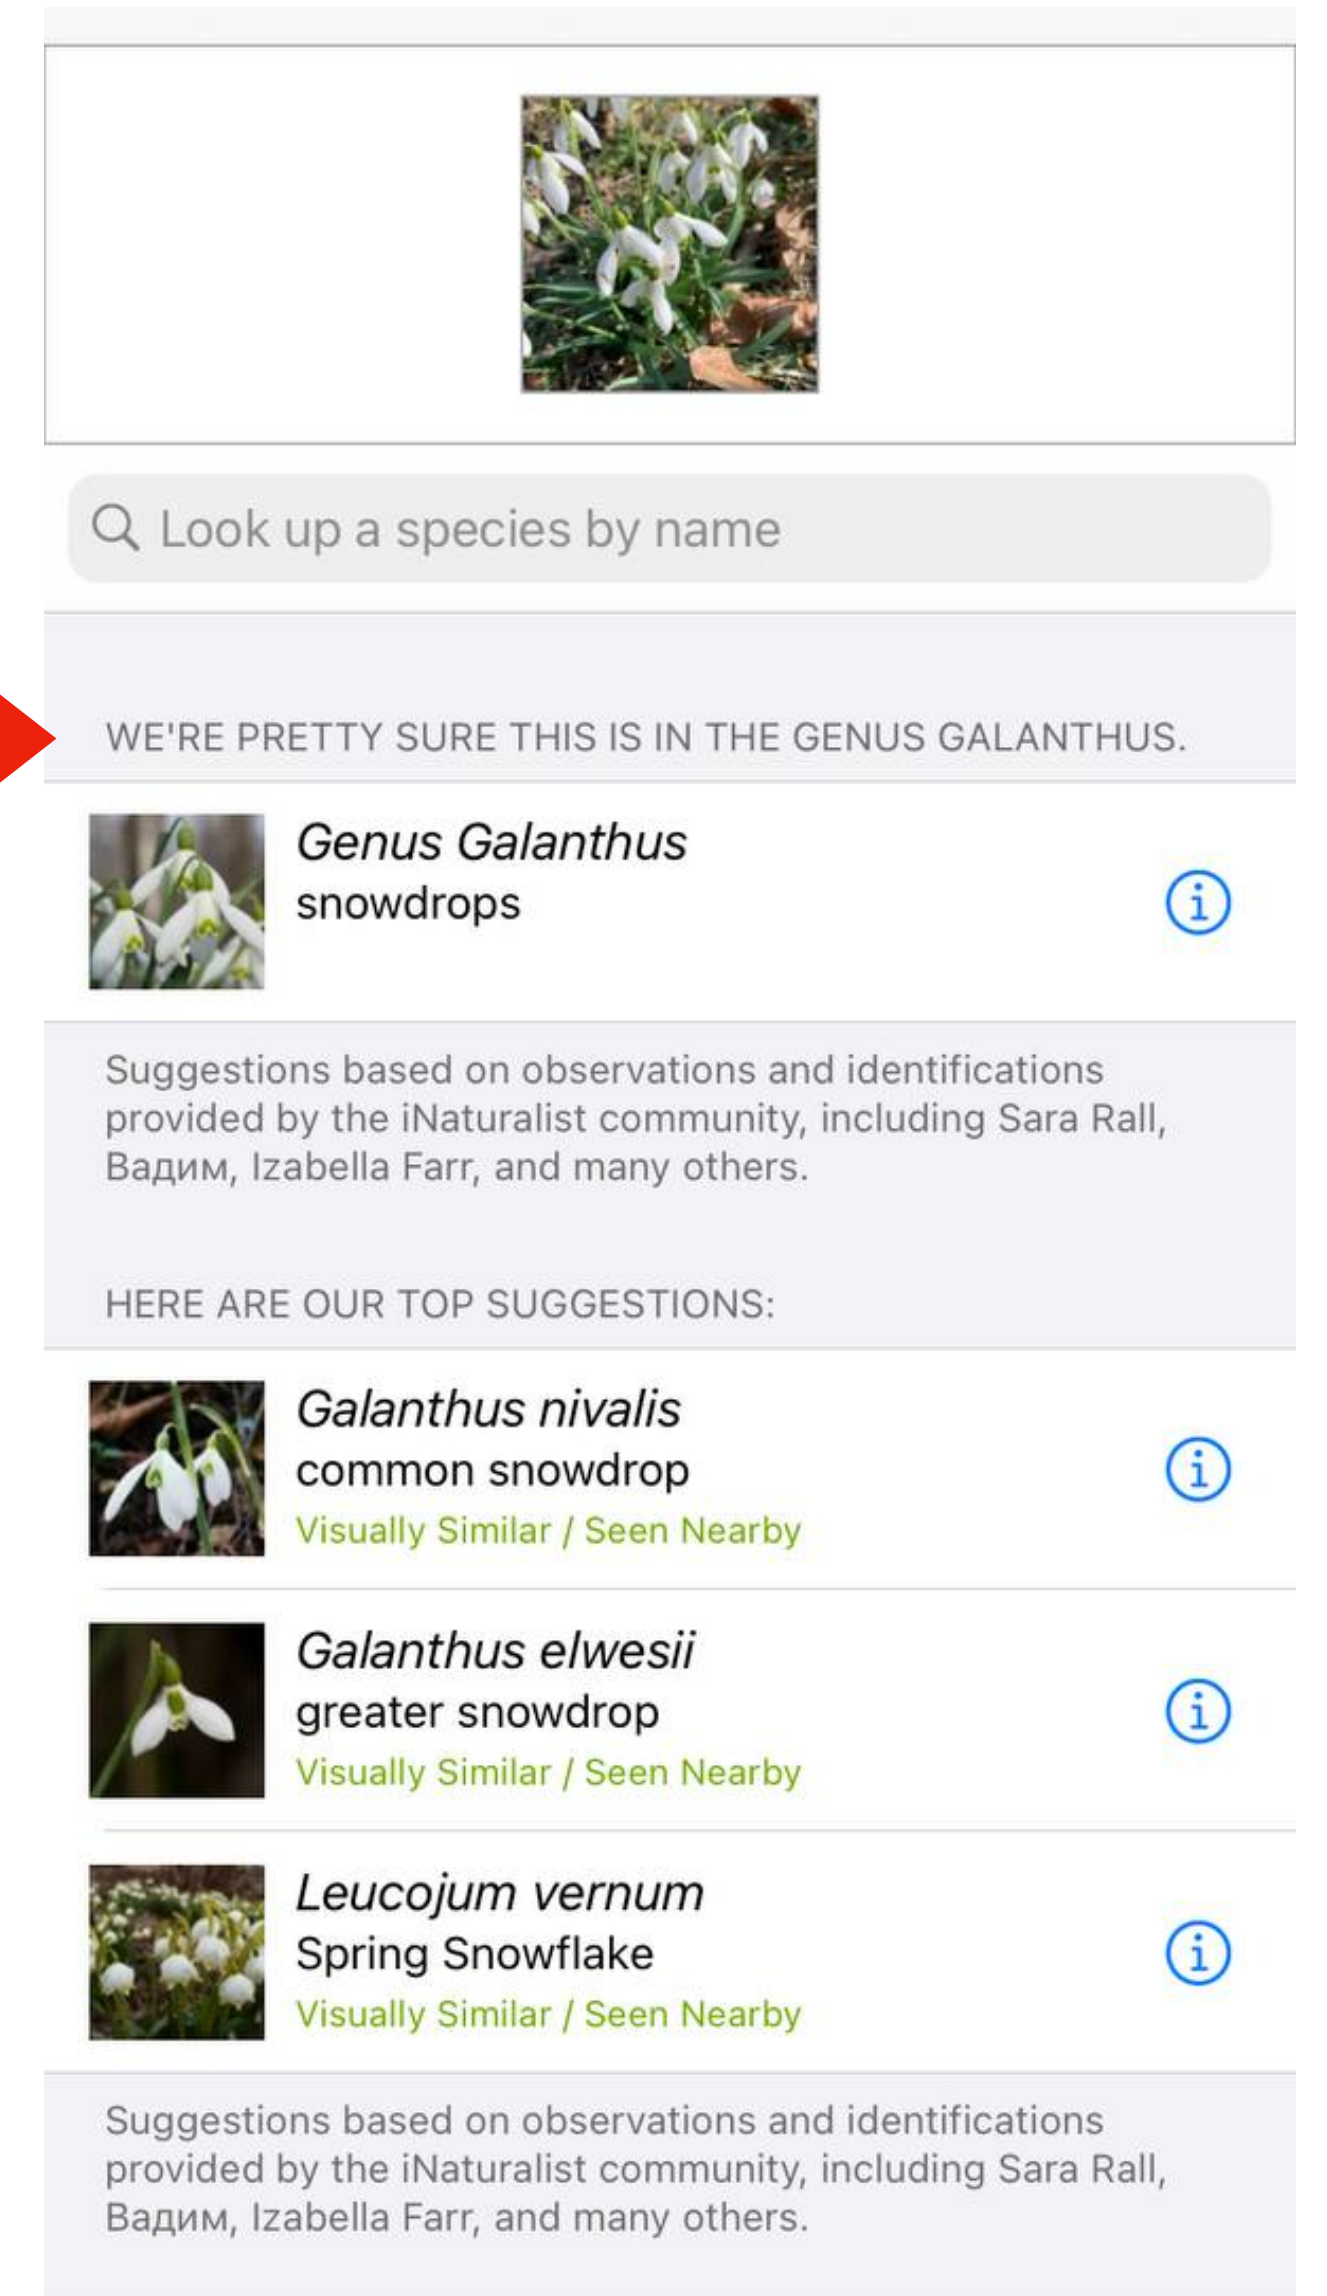 Look up a species by name
WE'RE PRETTY SURE THIS IS IN THE GENUS GALANTHUS.
Genus Galanthus
snowdrops
Suggestions based on observations and identifications
provided by the iNaturalist community, including Sara Rall,
Вадим, Izabella Farr, and many others.
HERE ARE OUR TOP SUGGESTIONS:
Galanthus nivalis
common snowdrop
Visually Similar / Seen Nearby
Galanthus elwesii
greater snowdrop
Visually Similar / Seen Nearby
Leucojum vernum
Spring Snowflake
Visually Similar / Seen Nearby
Suggestions based on observations and identifications
provided by the iNaturalist community, including Sara Rall,
Вадим, Izabella Farr, and many others.